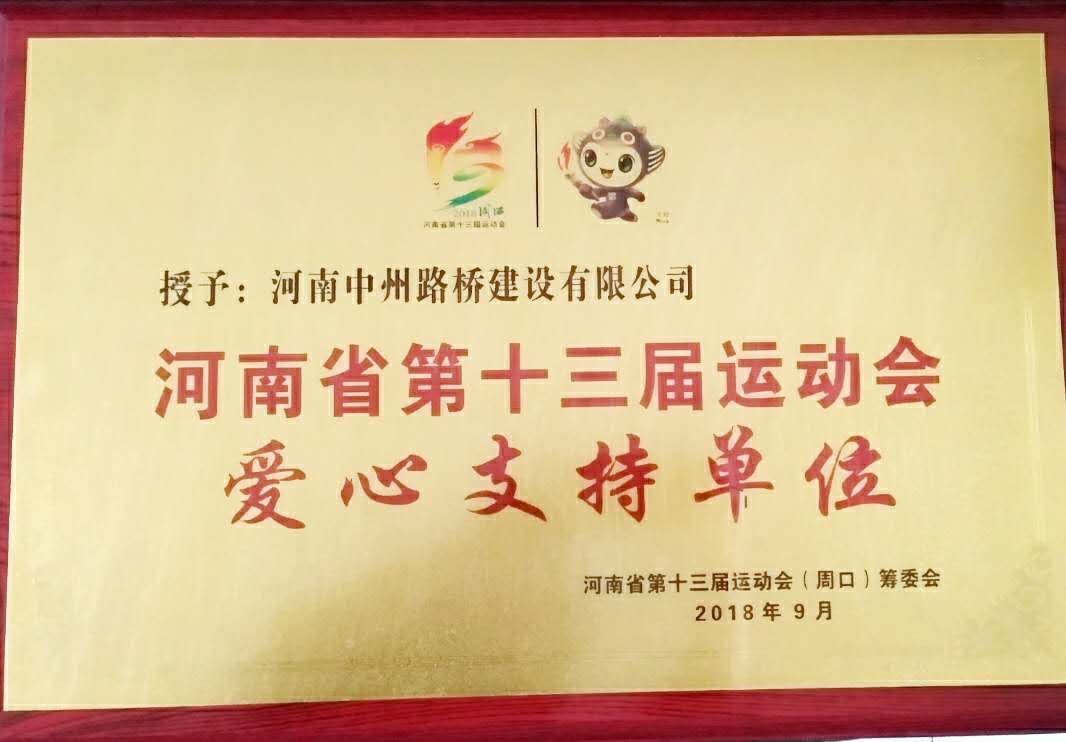 2018 周口
河南省第十三届运动会
授予：河南中州路桥建设有限公司
河南省第十三届运动会
爱心支持单位
河南省第十三届运动会（周口）筹委会
2018年9月